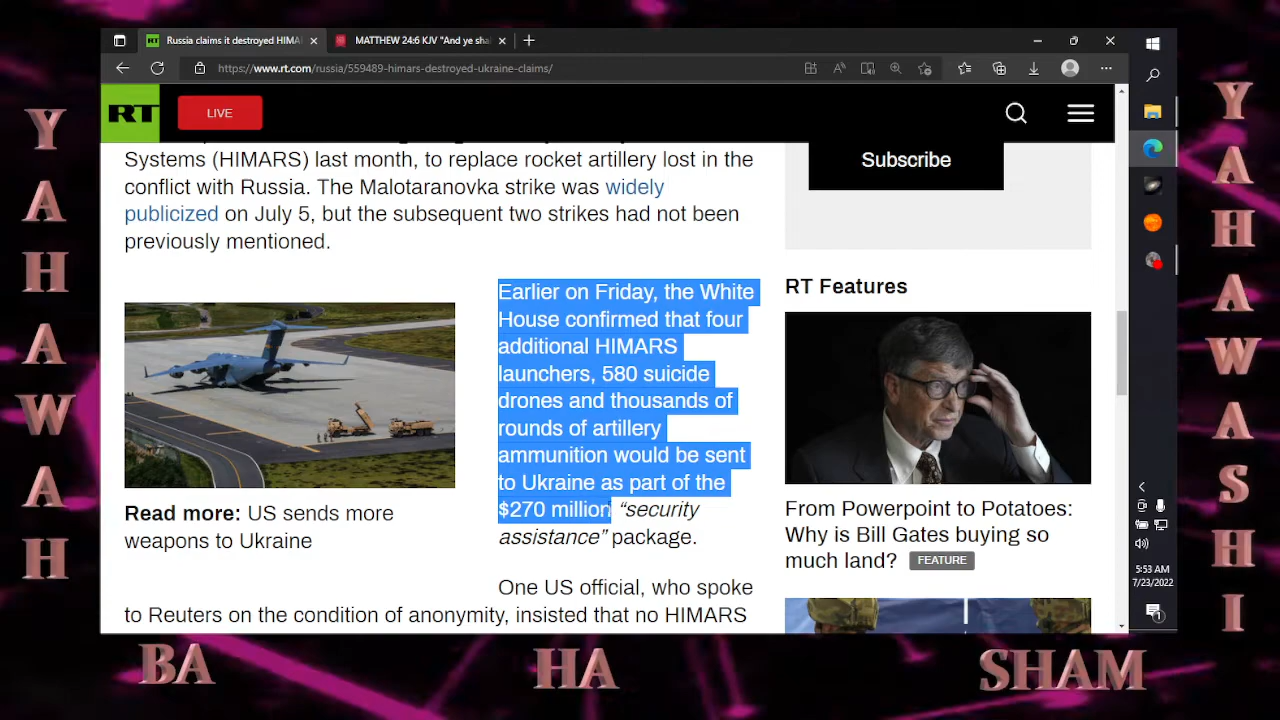 YAHAWAH
Russia claims it destroyed HIMA
MATTHEW 24:6 KJV "And ye sha
https://www.rt.com/russia/559489-himars-destroyed-ukraine-claims/
RT
LIVE
Systems (HIMARS) last month, to replace rocket artillery lost in the
conflict with Russia. The Malotaranovka strike was widely
publicized on July 5, but the subsequent two strikes had not been
previously mentioned.
Read more: US sends more
weapons to Ukraine
Earlier on Friday, the White
House confirmed that four
additional HIMARS
launchers, 580 suicide
drones and thousands of
rounds of artillery
ammunition would be sent
to Ukraine as part of the
$270 million “security
assistance” package.
One US official, who spoke
to Reuters on the condition of anonymity, insisted that no HIMARS
Subscribe
RT Features
From Powerpoint to Potatoes:
Why is Bill Gates buying so
much land? FEATURE
5:53 AM
7/23/2022
YAHAWASHI
BA HA SHAM